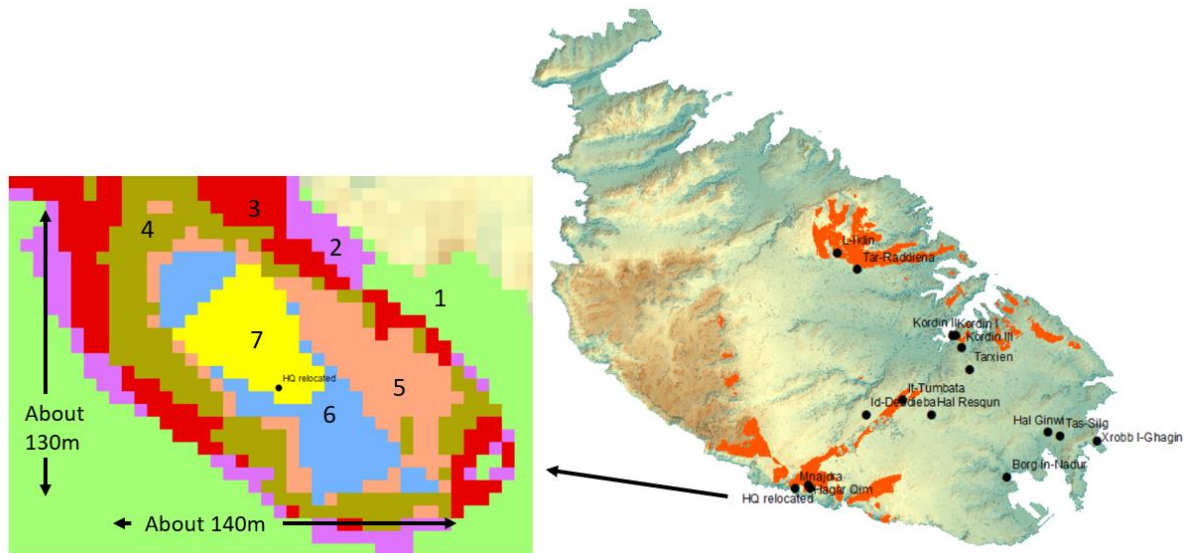 4
3
2
1
7
HQ relocated
5
6
About
130m
About 140m
L-Iklin
Tar-Raddiena
Kordin II
Kordin I
Kordin III
Tarxien
It-Tumbata
Id-Debdieba
Hal Resqun
Hal Ginwi
Tas-Silg
Xrobb l-Ghagin
Borg in-Nadur
Mnajdra
HQ relocated
Hagar Qim